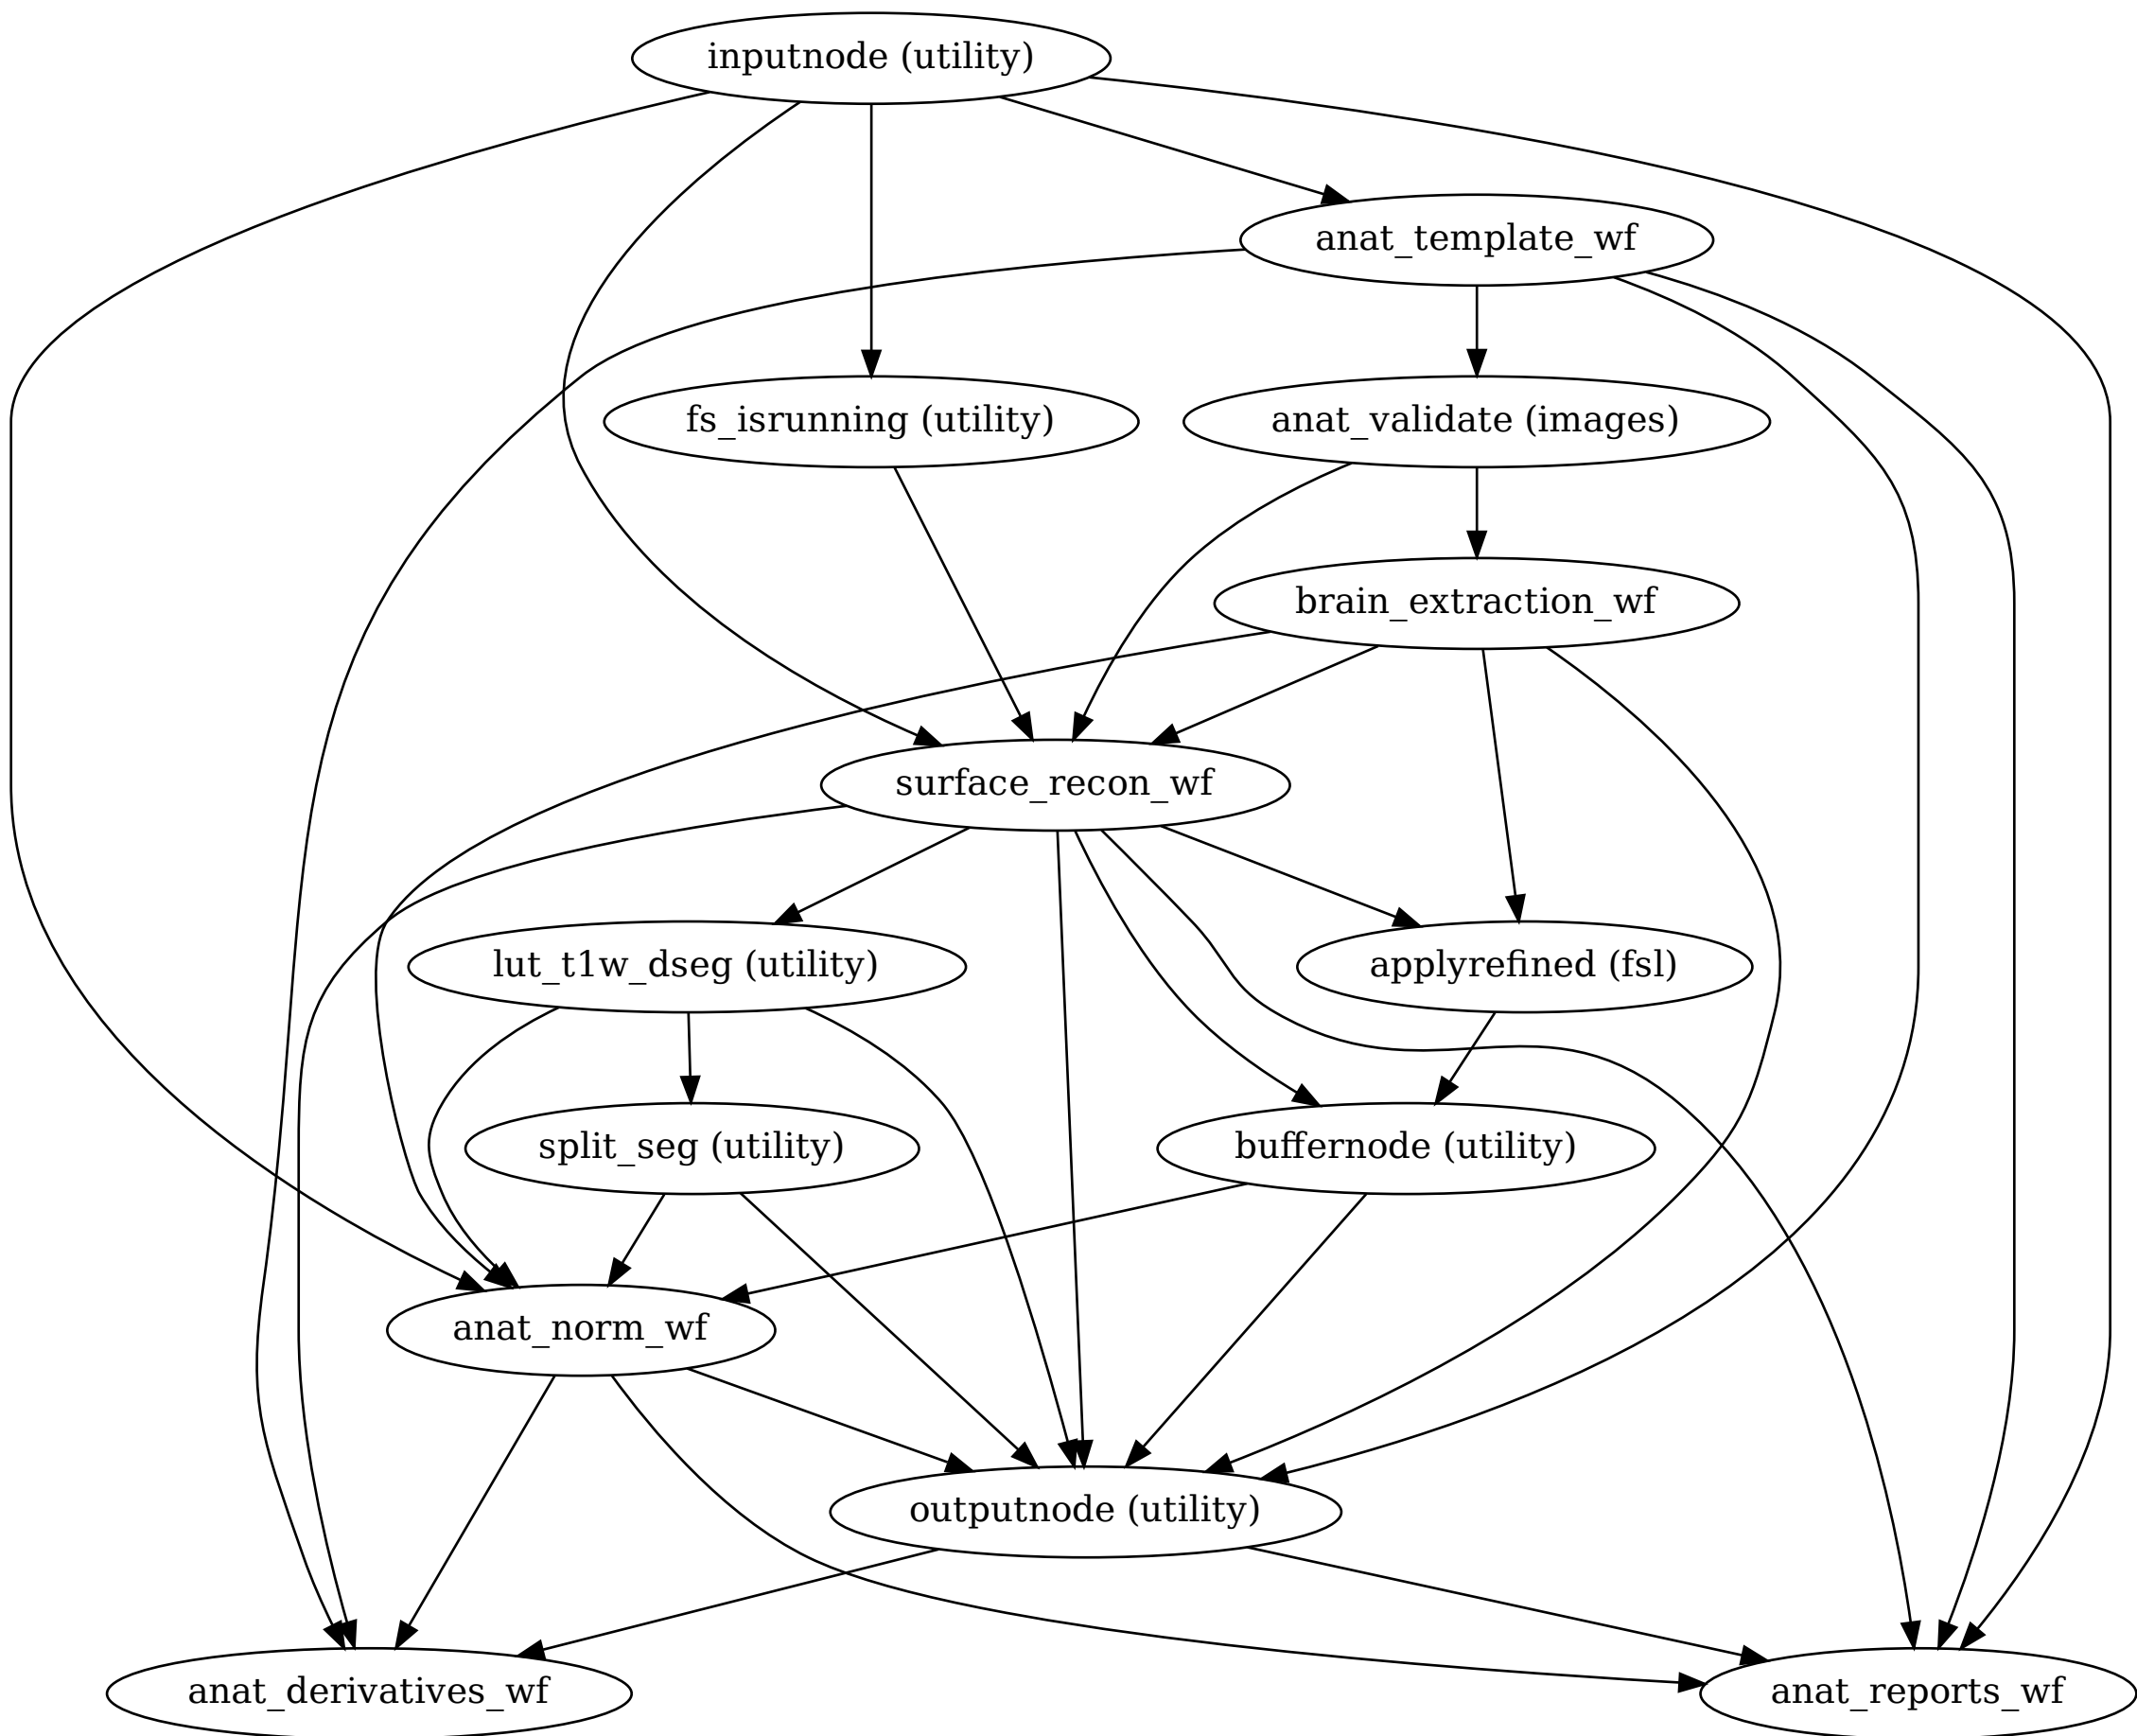 inputnode (utility)
anat_template_wf
fs_isrunning (utility)
anat_validate (images)
brain_extraction_wf
surface_recon_wf
lut_t1w_dseg (utility)
applyrefined (fsl)
split_seg (utility)
buffernode (utility)
anat_norm_wf
outputnode (utility)
anat_derivatives_wf
anat_reports_wf